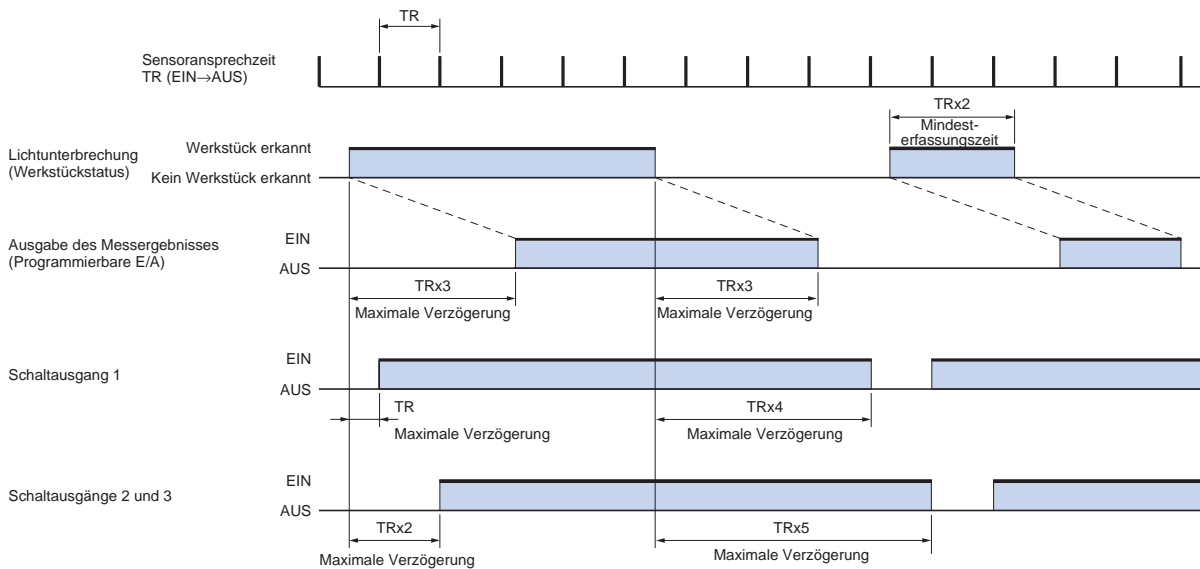 TR
Sensoransprechzeit
TR (EIN→AUS)
TRx2
Mindest-
erfassungszeit
Lichtunterbrechung
(Werkstückstatus)
Werkstück erkannt
Kein Werkstück erkannt
Ausgabe des Messergebnisses
(Programmierbare E/A)
EIN
AUS
TRx3
Maximale Verzögerung
TRx3
Maximale Verzögerung
Schaltausgang 1
EIN
AUS
TR
Maximale Verzögerung
TRx4
Maximale Verzögerung
Schaltausgänge 2 und 3
EIN
AUS
TRx2
Maximale Verzögerung
TRx5
Maximale Verzögerung